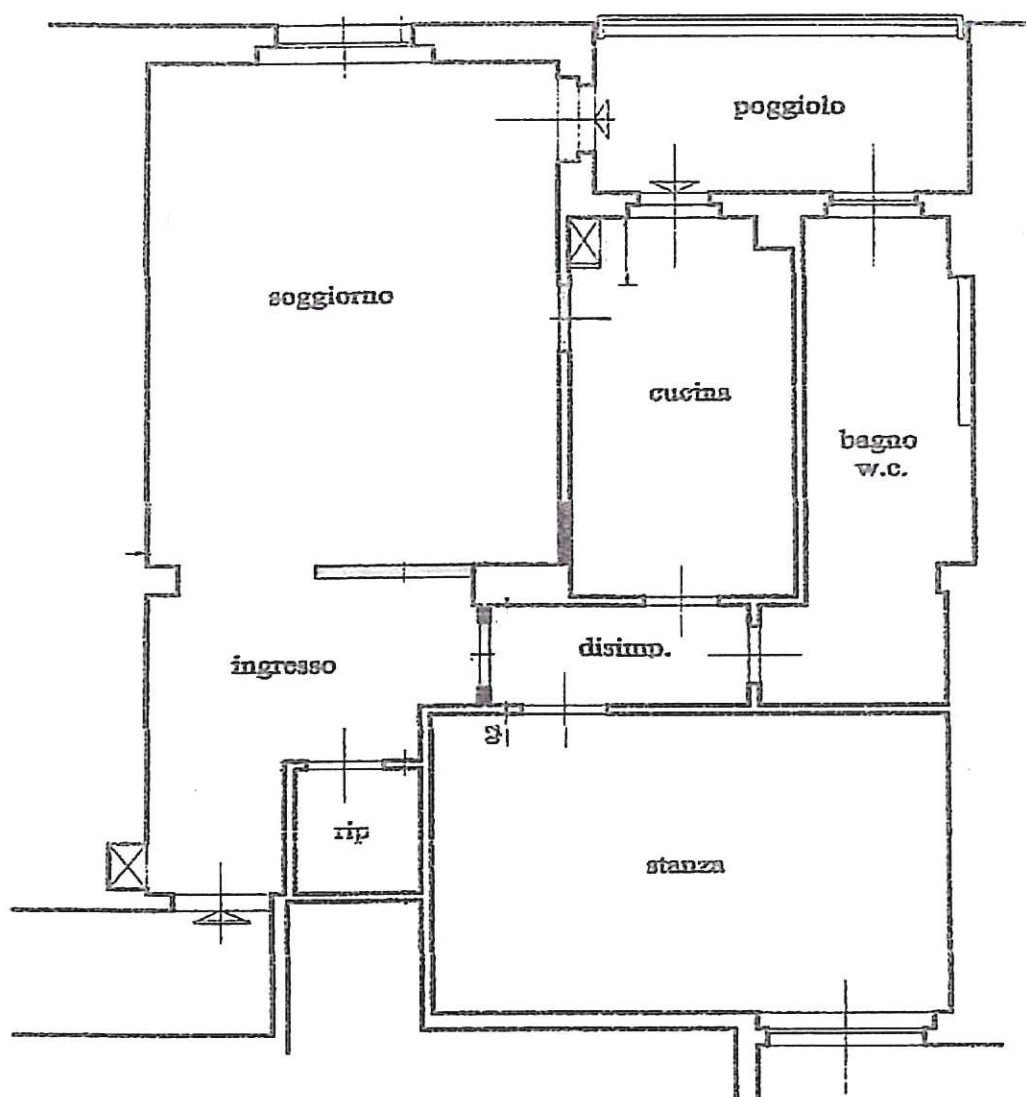 poggiolo
soggiorno
cucina
bagno
w.c.
ingresso
disimp.
rip
stanza